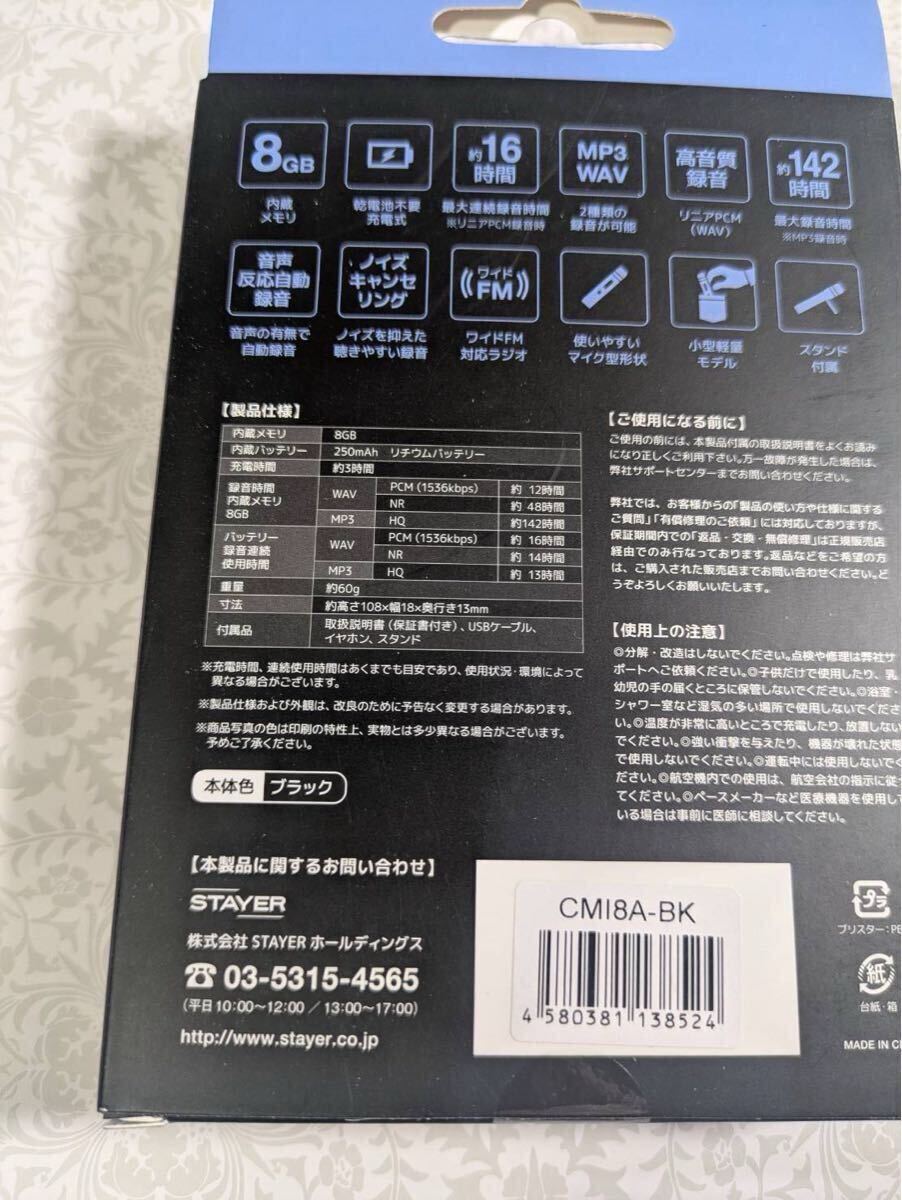 8GB
内蔵
メモリ
乾電池不要
充電式
約16
時間
最大連続録音時間
※リニアPCM録音時
MP3
WAV
2種類の
録音が可能
高音質
録音
リニアPCM
(WAV)
約142
時間
最大録音時間
※MP3録音時
音声
反応自動
録音
音声の有無で
自動録音
ノイズ
キャンセ
リング
ノイズを抑えた
聴きやすい録音
ワイド
FM
ワイドFM
対応ラジオ
使いやすい
マイク型形状
小型軽量
モデル
スタンド
付属
【製品仕様】
内蔵メモリ 8GB
内蔵バッテリー 250mAh リチウムバッテリー
充電時間 約3時間
録音時間
内蔵メモリ
8GB
WAV PCM（1536kbps） 約 12時間
NR 約 48時間
MP3 HQ 約142時間
バッテリー
録音連続
使用時間
WAV PCM（1536kbps） 約 16時間
NR 約 14時間
MP3 HQ 約 13時間
重量 約60g
寸法 約高さ108×幅18×奥行き13mm
付属品 取扱説明書（保証書付き）、USBケーブル、
イヤホン、スタンド
※充電時間、連続使用時間はあくまでも目安であり、使用状況・環境によって
異なる場合がございます。
※製品仕様および外観は、改良のために予告なく変更する場合があります。
※商品写真の色は印刷の特性上、実物とは多少異なる場合がございます。
予めご了承ください。
本体色 ブラック
【ご使用になる前に】
ご使用の前には、本製品付属の取扱説明書をよくお読み
になり正しくご利用下さい。万一故障が発生した場合は、
弊社サポートセンターまでお問い合わせください。
弊社では、お客様からの「製品の使い方や仕様に関する
ご質問」「有償修理のご依頼」には対応しておりますが、
保証期間内での「返品・交換・無償修理」は正規販売店
経由でのみ行なっております。返品などをご希望の方
は、ご購入された販売店までお問い合わせください。ど
うぞよろしくお願いいたします。
【使用上の注意】
◎分解・改造はしないでください。点検や修理は弊社サ
ポートへご依頼ください。◎子供だけで使用したり、乳
幼児の手の届くところに保管しないでください。◎浴室・
シャワー室など湿気の多い場所で使用しないでくださ
い。◎温度が非常に高いところで充電したり、放置しない
でください。◎強い衝撃を与えたり、機器が壊れた状態
で使用しないでください。◎運転中には使用しないでく
ださい。◎航空機内での使用は、航空会社の指示に従っ
てください。◎ペースメーカーなど医療機器を使用して
いる場合は事前に医師に相談してください。
【本製品に関するお問い合わせ】
STAYER
株式会社 STAYER ホールディングス
☎ 03-5315-4565
（平日 10:00～12:00 ／ 13:00～17:00）
http://www.stayer.co.jp
CMI8A-BK
4 580381 138524
プラ
ブリスター：PE
紙
台紙・箱
MADE IN C